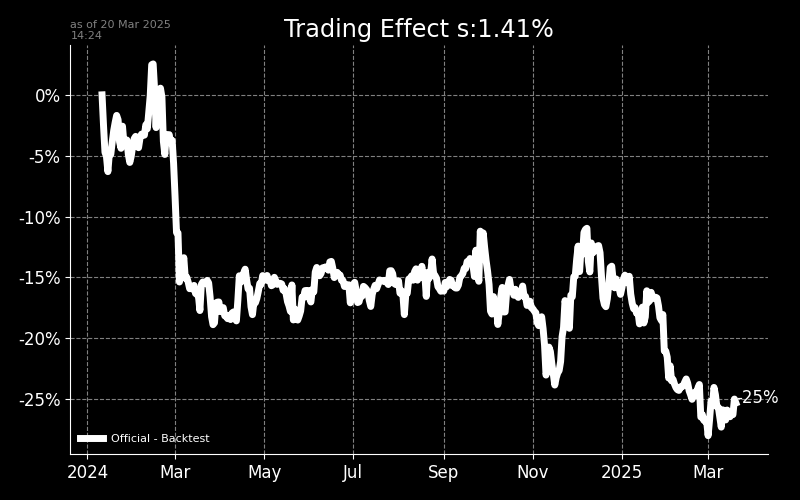 as of 20 Mar 2025
14:24
Trading Effect s:1.41%
0%
-5%
-10%
-15%
-20%
-25%
-25%
Official - Backtest
2024 Mar May Jul Sep Nov 2025 Mar